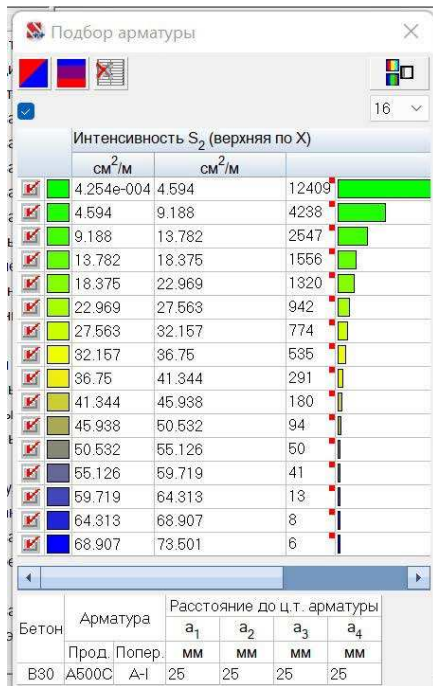 Подбор арматуры
16
Интенсивность S2 (верхняя по X)
см2/м см2/м
4.254e-004 4.594 12409
4.594 9.188 4238
9.188 13.782 2547
13.782 18.375 1556
18.375 22.969 1320
22.969 27.563 942
27.563 32.157 774
32.157 36.75 535
36.75 41.344 291
41.344 45.938 180
45.938 50.532 94
50.532 55.126 50
55.126 59.719 41
59.719 64.313 13
64.313 68.907 8
68.907 73.501 6
Бетон Арматура Расстояние до ц.т. арматуры
Прод. Попер. a1 a2 a3 a4
мм мм мм мм
B30 A500C A-I 25 25 25 25